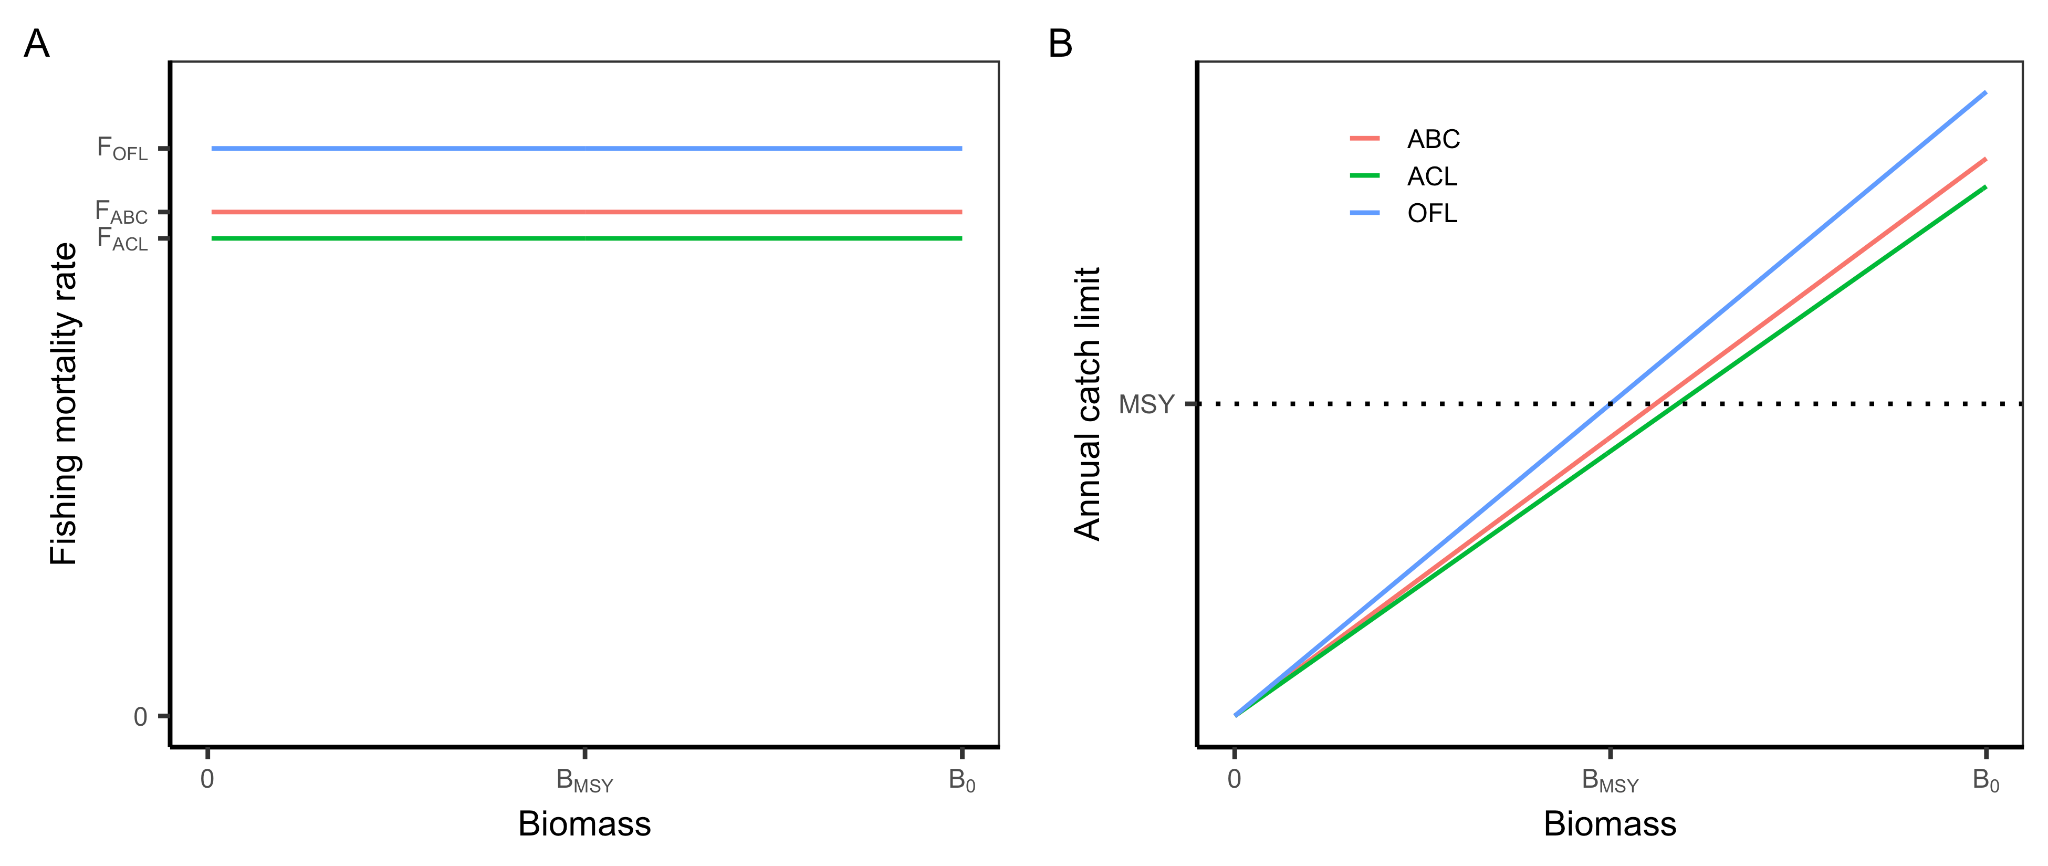 A
Fishing mortality rate
F_OFL
F_ABC
F_ACL
0
0
B_MSY
B_0
Biomass
B
Annual catch limit
ABC
ACL
OFL
MSY
0
B_MSY
B_0
Biomass